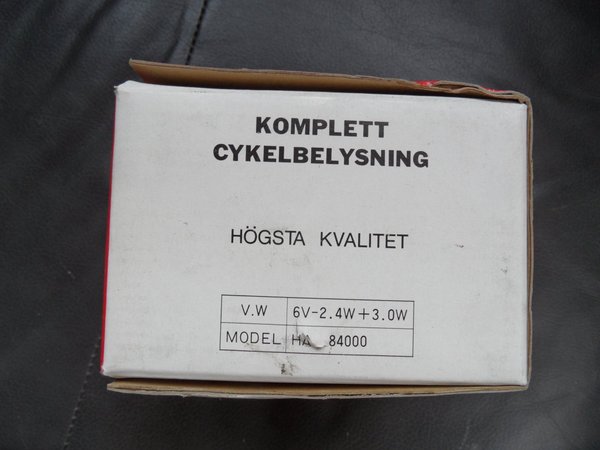 KOMPLETT
CYKELBELYSNING
HÖGSTA KVALITET
V.W 6V-2.4W+3.0W
MODEL HA 84000